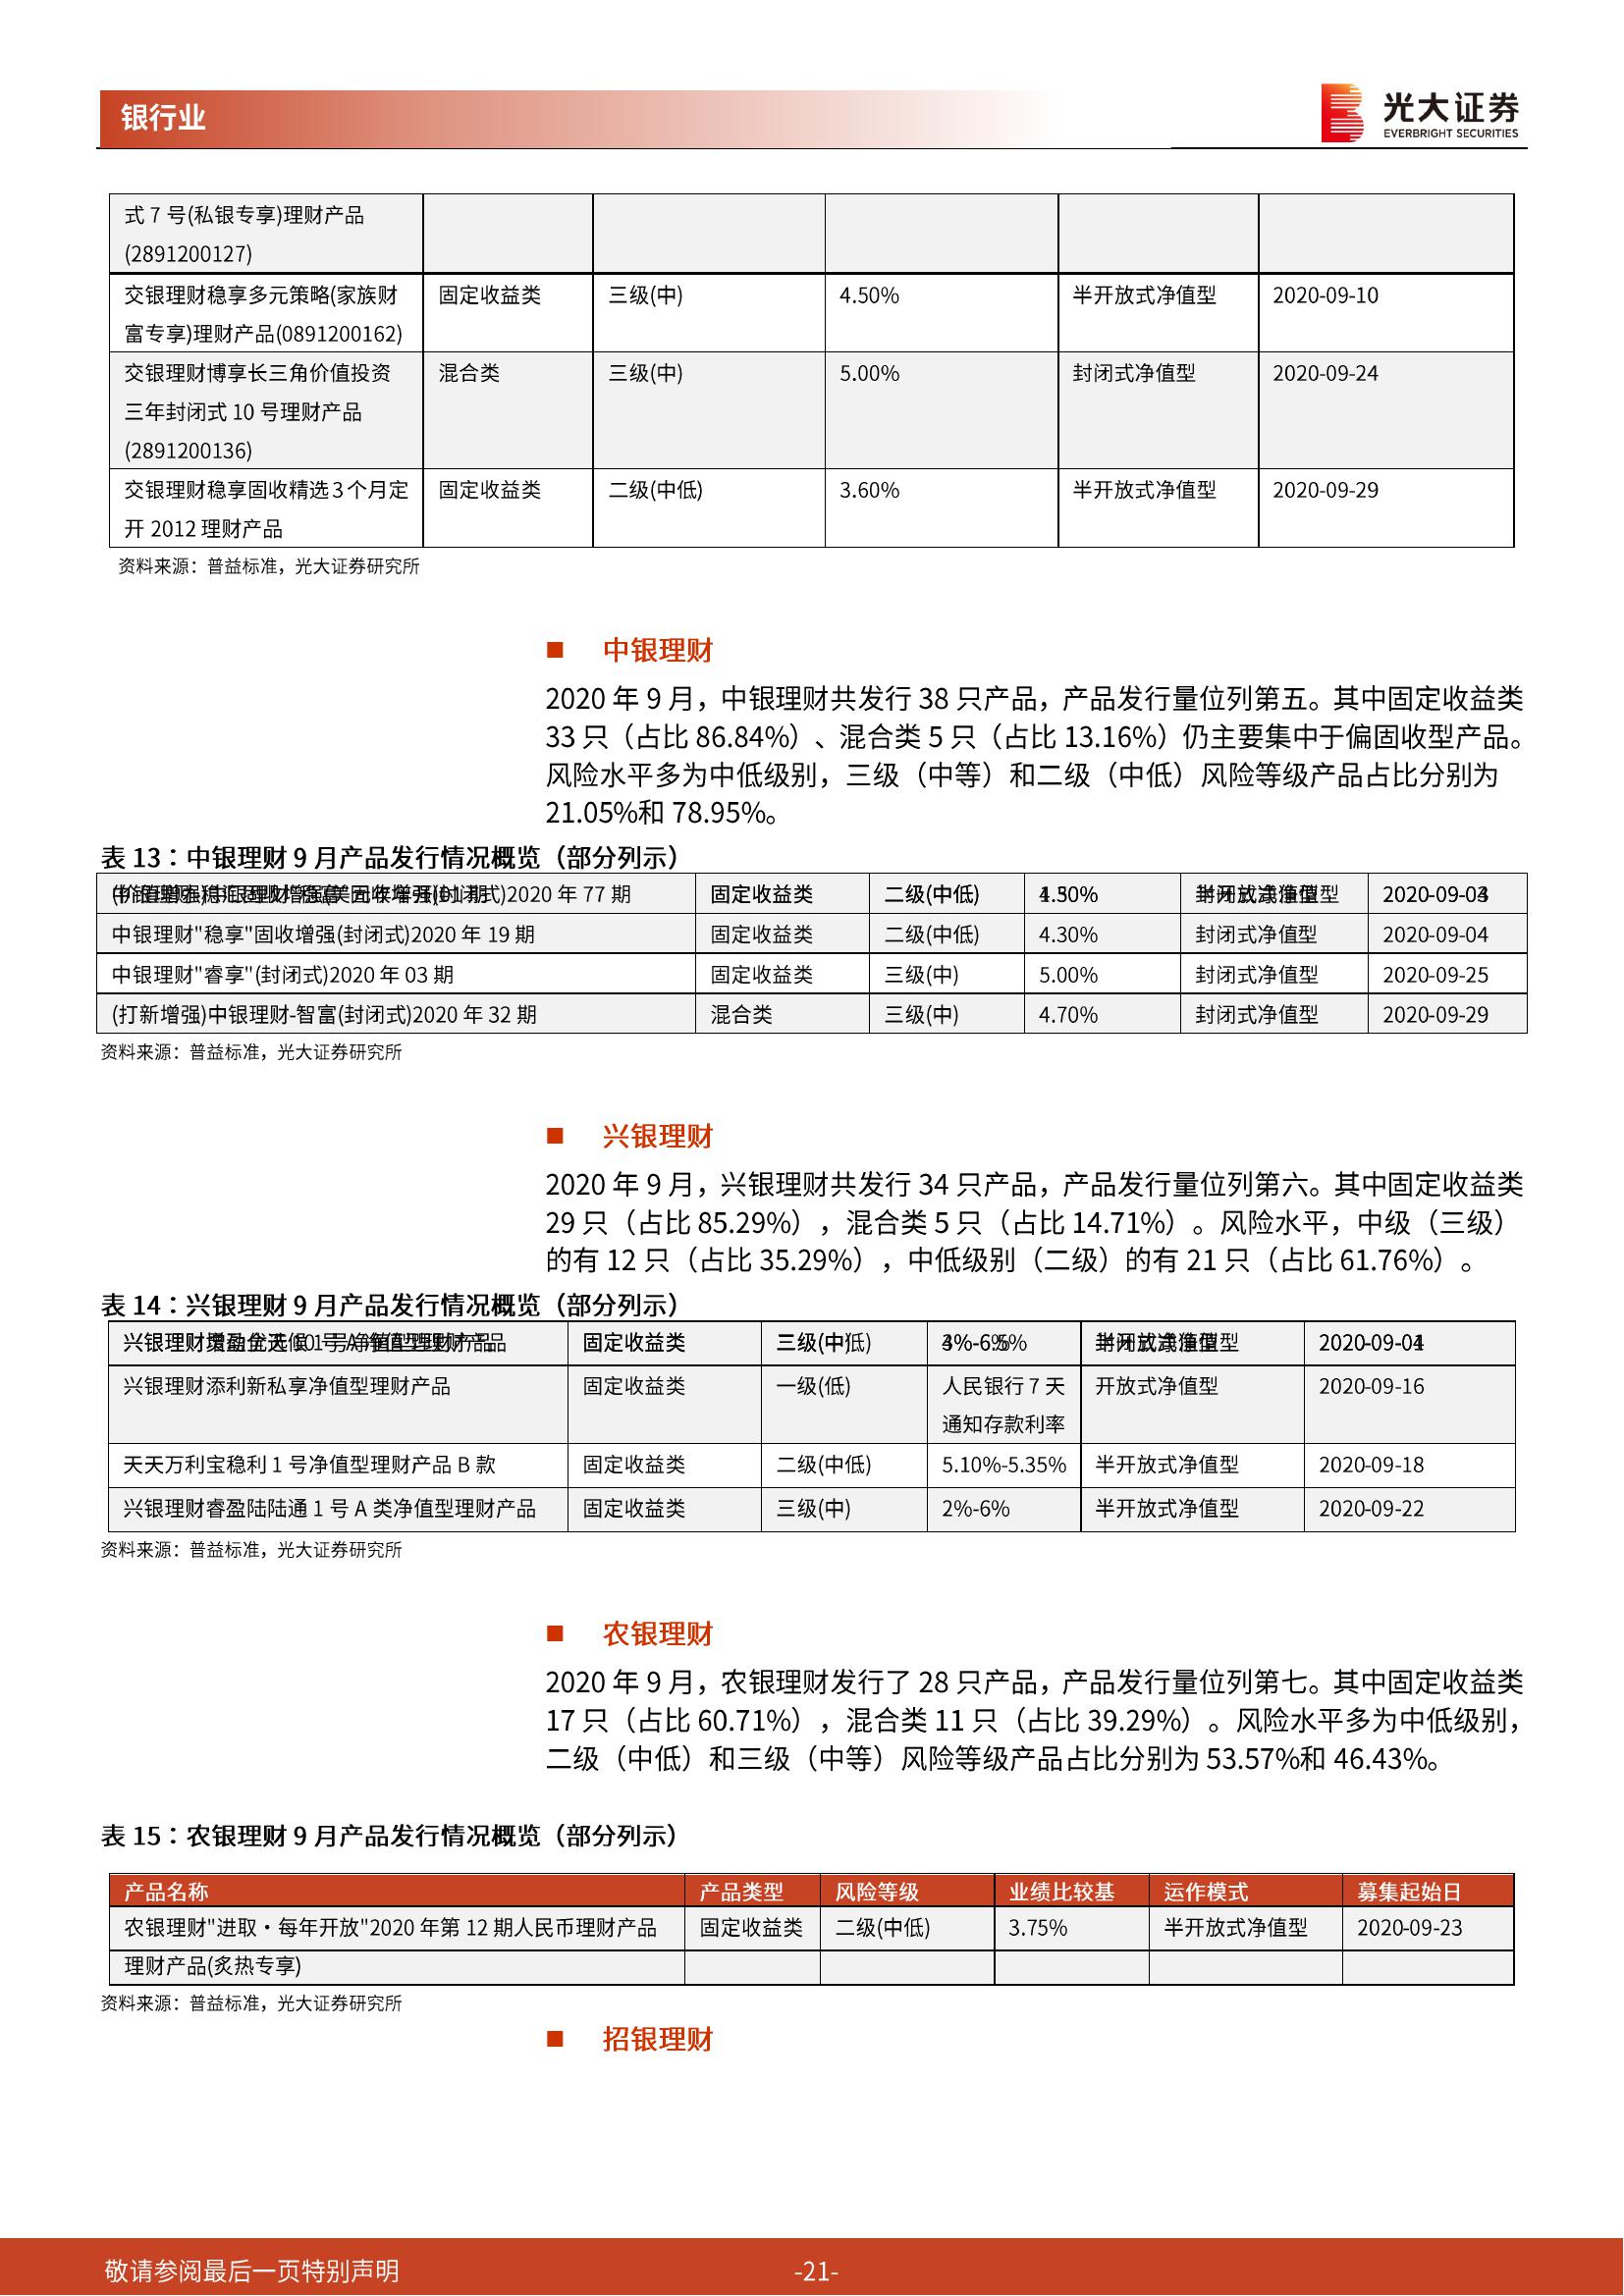 银行业
光大证券
EVERBRIGHT SECURITIES
式 7 号(私银专享)理财产品
(2891200127)
交银理财稳享多元策略(家族财 固定收益类 三级(中) 4.50% 半开放式净值型 2020-09-10
富专享)理财产品(0891200162)
交银理财博享长三角价值投资 混合类 三级(中) 5.00% 封闭式净值型 2020-09-24
三年封闭式 10 号理财产品
(2891200136)
交银理财稳享固收精选 3 个月定 固定收益类 二级(中低) 3.60% 半开放式净值型 2020-09-29
开 2012 理财产品
资料来源：普益标准，光大证券研究所
■ 中银理财
2020 年 9 月，中银理财共发行 38 只产品，产品发行量位列第五。其中固定收益类
33 只（占比 86.84%）、混合类 5 只（占比 13.16%）仍主要集中于偏固收型产品。
风险水平多为中低级别，三级（中等）和二级（中低）风险等级产品占比分别为
21.05%和 78.95%。
表 13：中银理财 9 月产品发行情况概览（部分列示）
2020 年 77 期 固定收益类 二级(中低)
中银理财"稳享"固收增强(封闭式)2020 年 19 期 固定收益类 二级(中低) 4.30% 封闭式净值型 2020-09-04
中银理财"睿享"(封闭式)2020 年 03 期 固定收益类 三级(中) 5.00% 封闭式净值型 2020-09-25
(打新增强)中银理财-智富(封闭式)2020 年 32 期 混合类 三级(中) 4.70% 封闭式净值型 2020-09-29
资料来源：普益标准，光大证券研究所
■ 兴银理财
2020 年 9 月，兴银理财共发行 34 只产品，产品发行量位列第六。其中固定收益类
29 只（占比 85.29%），混合类 5 只（占比 14.71%）。风险水平，中级（三级）
的有 12 只（占比 35.29%），中低级别（二级）的有 21 只（占比 61.76%）。
表 14：兴银理财 9 月产品发行情况概览（部分列示）
兴银理财 固定收益类
兴银理财添利新私享净值型理财产品 固定收益类 一级(低) 人民银行 7 天 开放式净值型 2020-09-16
通知存款利率
天天万利宝稳利 1 号净值型理财产品 B 款 固定收益类 二级(中低) 5.10%-5.35% 半开放式净值型 2020-09-18
兴银理财睿盈陆陆通 1 号 A 类净值型理财产品 固定收益类 三级(中) 2%-6% 半开放式净值型 2020-09-22
资料来源：普益标准，光大证券研究所
■ 农银理财
2020 年 9 月，农银理财发行了 28 只产品，产品发行量位列第七。其中固定收益类
17 只（占比 60.71%），混合类 11 只（占比 39.29%）。风险水平多为中低级别，
二级（中低）和三级（中等）风险等级产品占比分别为 53.57%和 46.43%。
表 15：农银理财 9 月产品发行情况概览（部分列示）
产品名称 产品类型 风险等级 业绩比较基 运作模式 募集起始日
农银理财"进取·每年开放"2020 年第 12 期人民币理财产品 固定收益类 二级(中低) 3.75% 半开放式净值型 2020-09-23
理财产品(炙热专享)
资料来源：普益标准，光大证券研究所
■ 招银理财
敬请参阅最后一页特别声明 -21-